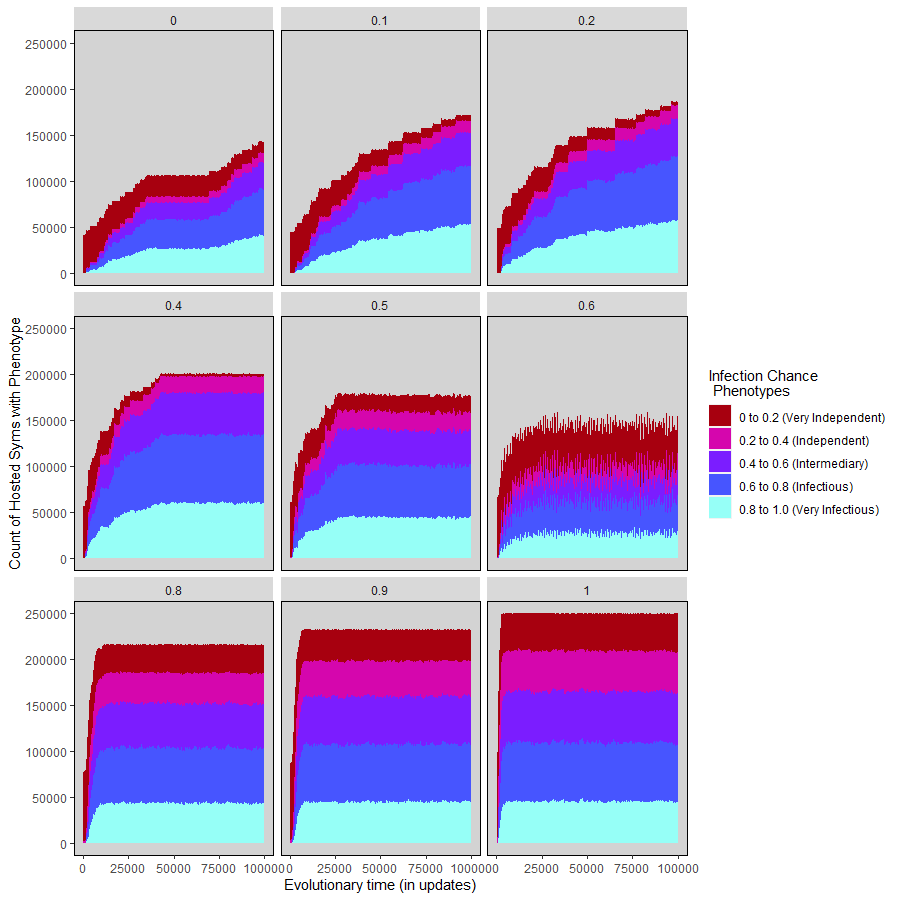 0 0.1 0.2
250000
200000
150000
100000
50000
0
0.4 0.5 0.6
250000
200000
150000
100000
50000
0
0.8 0.9 1
250000
200000
150000
100000
50000
0
0 25000 50000 75000 100000 0 25000 50000 75000 100000 0 25000 50000 75000 100000
Evolutionary time (in updates)
Count of Hosted Syms with Phenotype
Infection Chance
Phenotypes
0 to 0.2 (Very Independent)
0.2 to 0.4 (Independent)
0.4 to 0.6 (Intermediary)
0.6 to 0.8 (Infectious)
0.8 to 1.0 (Very Infectious)